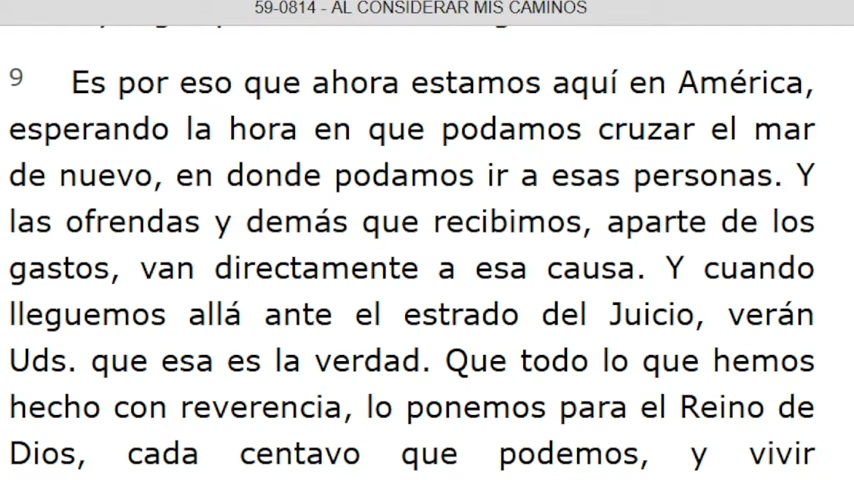 59-0814 - AL CONSIDERAR MIS CAMINOS
9 Es por eso que ahora estamos aquí en América,
esperando la hora en que podamos cruzar el mar
de nuevo, en donde podamos ir a esas personas. Y
las ofrendas y demás que recibimos, aparte de los
gastos, van directamente a esa causa. Y cuando
lleguemos allá ante el estrado del Juicio, verán
Uds. que esa es la verdad. Que todo lo que hemos
hecho con reverencia, lo ponemos para el Reino de
Dios, cada centavo que podemos, y vivir